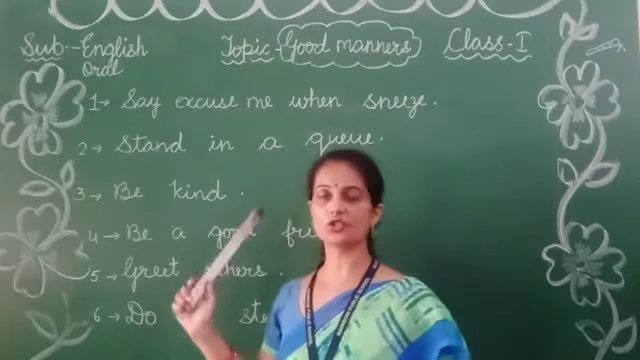 Sub:- English Oral
Topic- Good manners
Class-I
1→ Say excuse me when sneeze.
2→ Stand in a queue.
3→ Be kind.
4→ Be a good
5→ Greet others.
6→ Do